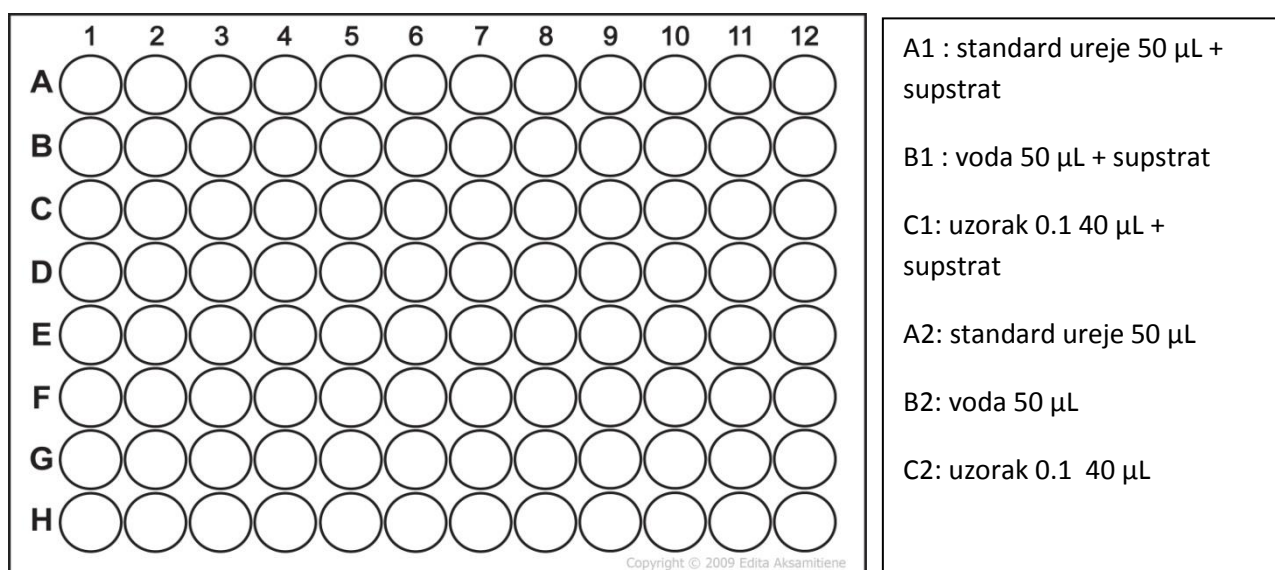 1 2 3 4 5 6 7 8 9 10 11 12
A
B
C
D
E
F
G
H
Copyright © 2009 Edita Aksamitiene
A1 : standard ureje 50 µL +
supstrat
B1 : voda 50 µL + supstrat
C1: uzorak 0.1 40 µL +
supstrat
A2: standard ureje 50 µL
B2: voda 50 µL
C2: uzorak 0.1  40 µL